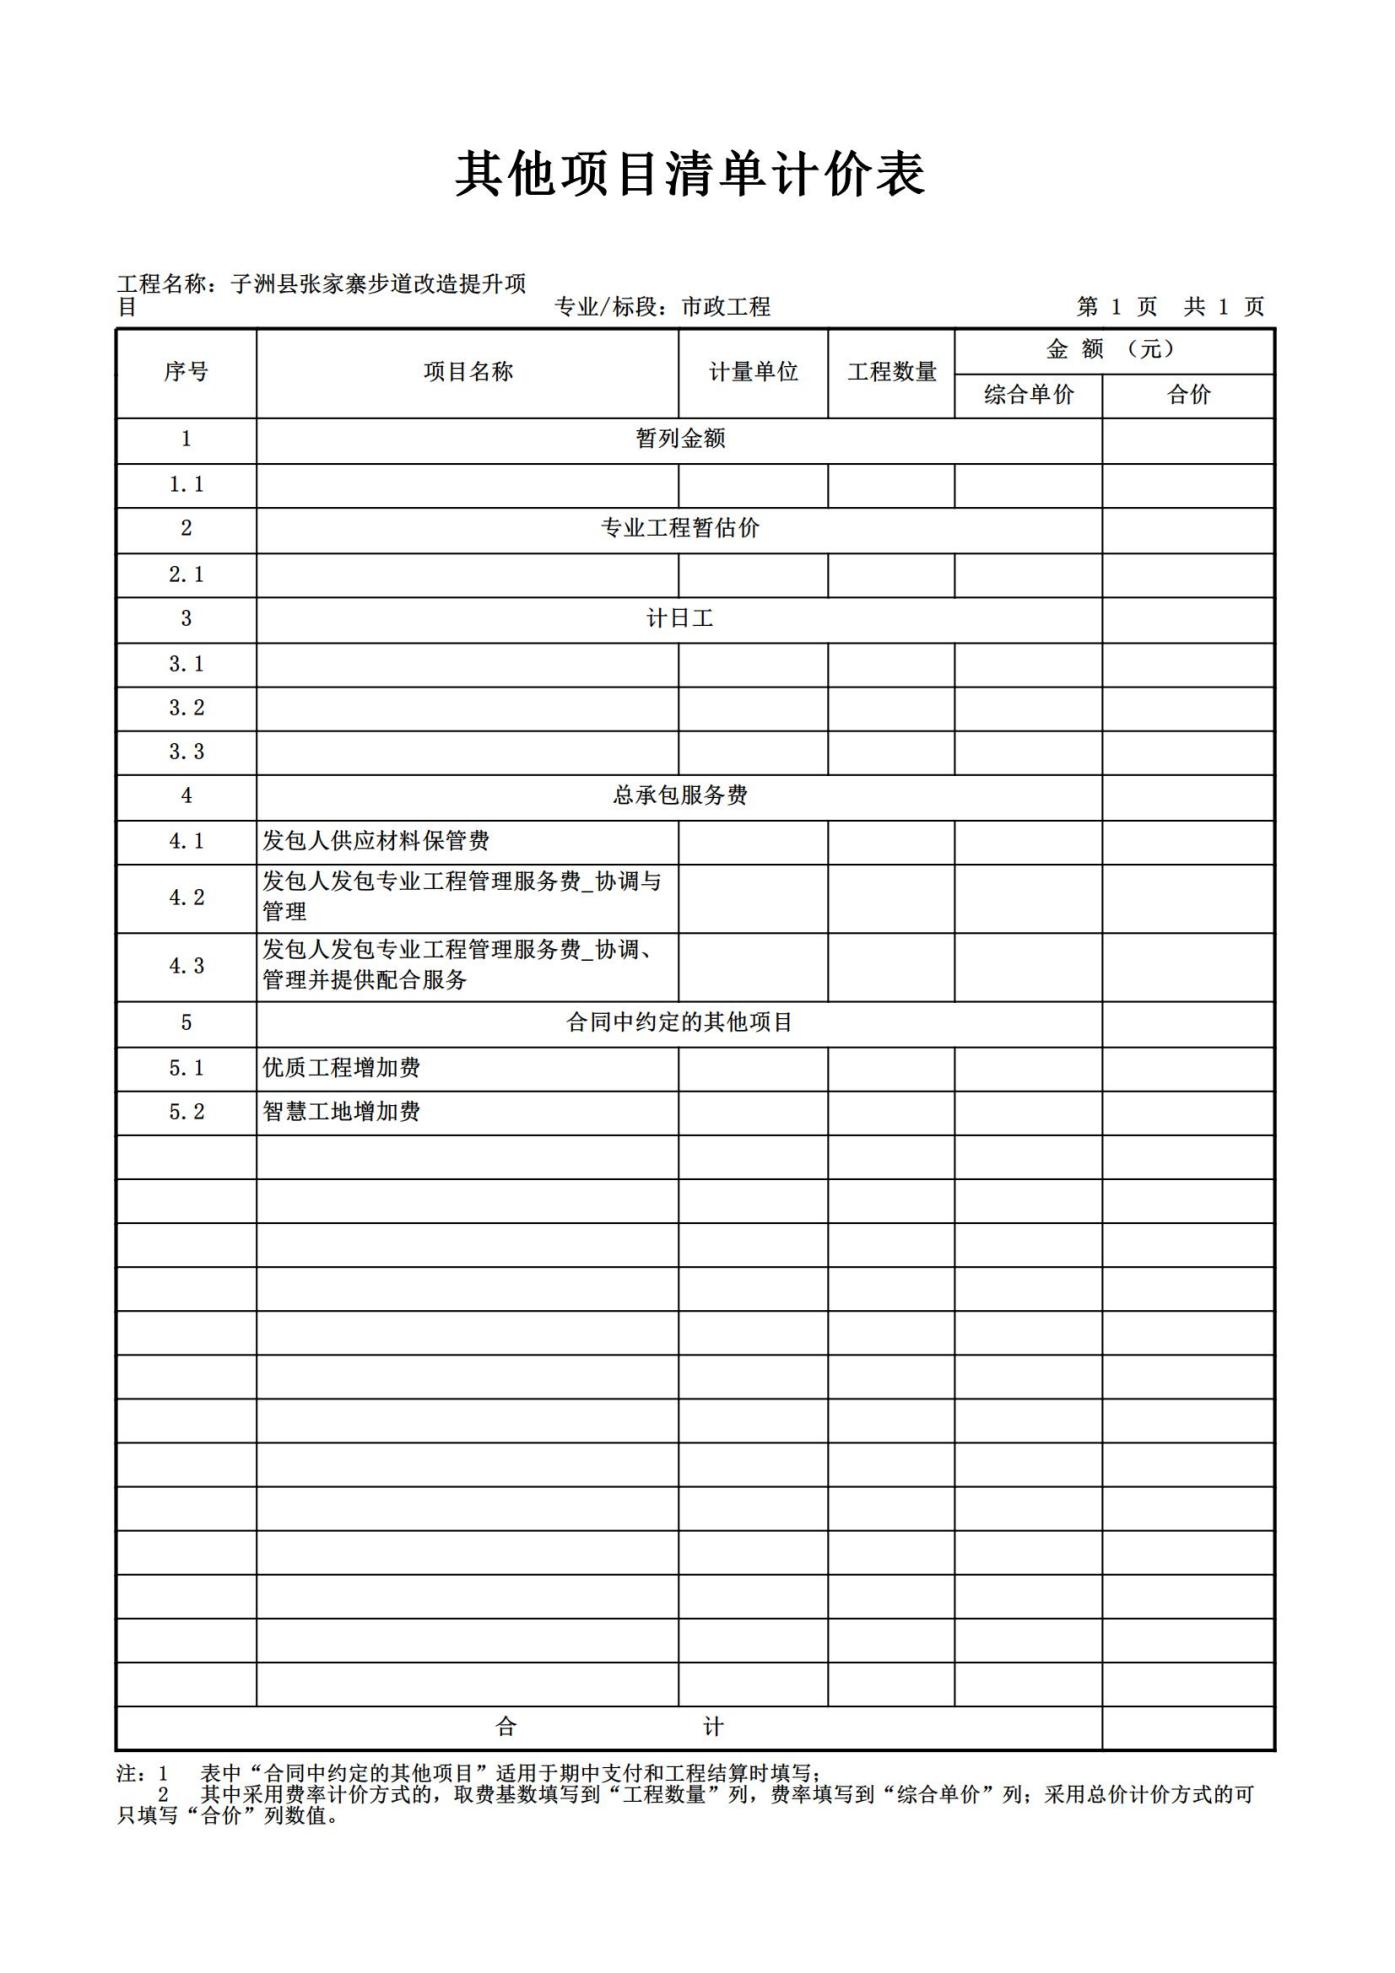 其他项目清单计价表
工程名称：子洲县张家寨步道改造提升项
目 专业/标段：市政工程 第 1 页 共 1 页
序号 项目名称 计量单位 工程数量 金 额 （元）
综合单价 合价
1 暂列金额
1.1
2 专业工程暂估价
2.1
3 计日工
3.1
3.2
3.3
4 总承包服务费
4.1 发包人供应材料保管费
4.2 发包人发包专业工程管理服务费_协调与
管理
4.3 发包人发包专业工程管理服务费_协调、
管理并提供配合服务
5 合同中约定的其他项目
5.1 优质工程增加费
5.2 智慧工地增加费
合 计
注：1 表中“合同中约定的其他项目”适用于期中支付和工程结算时填写；
2 其中采用费率计价方式的，取费基数填写到“工程数量”列，费率填写到“综合单价”列；采用总价计价方式的可
只填写“合价”列数值。